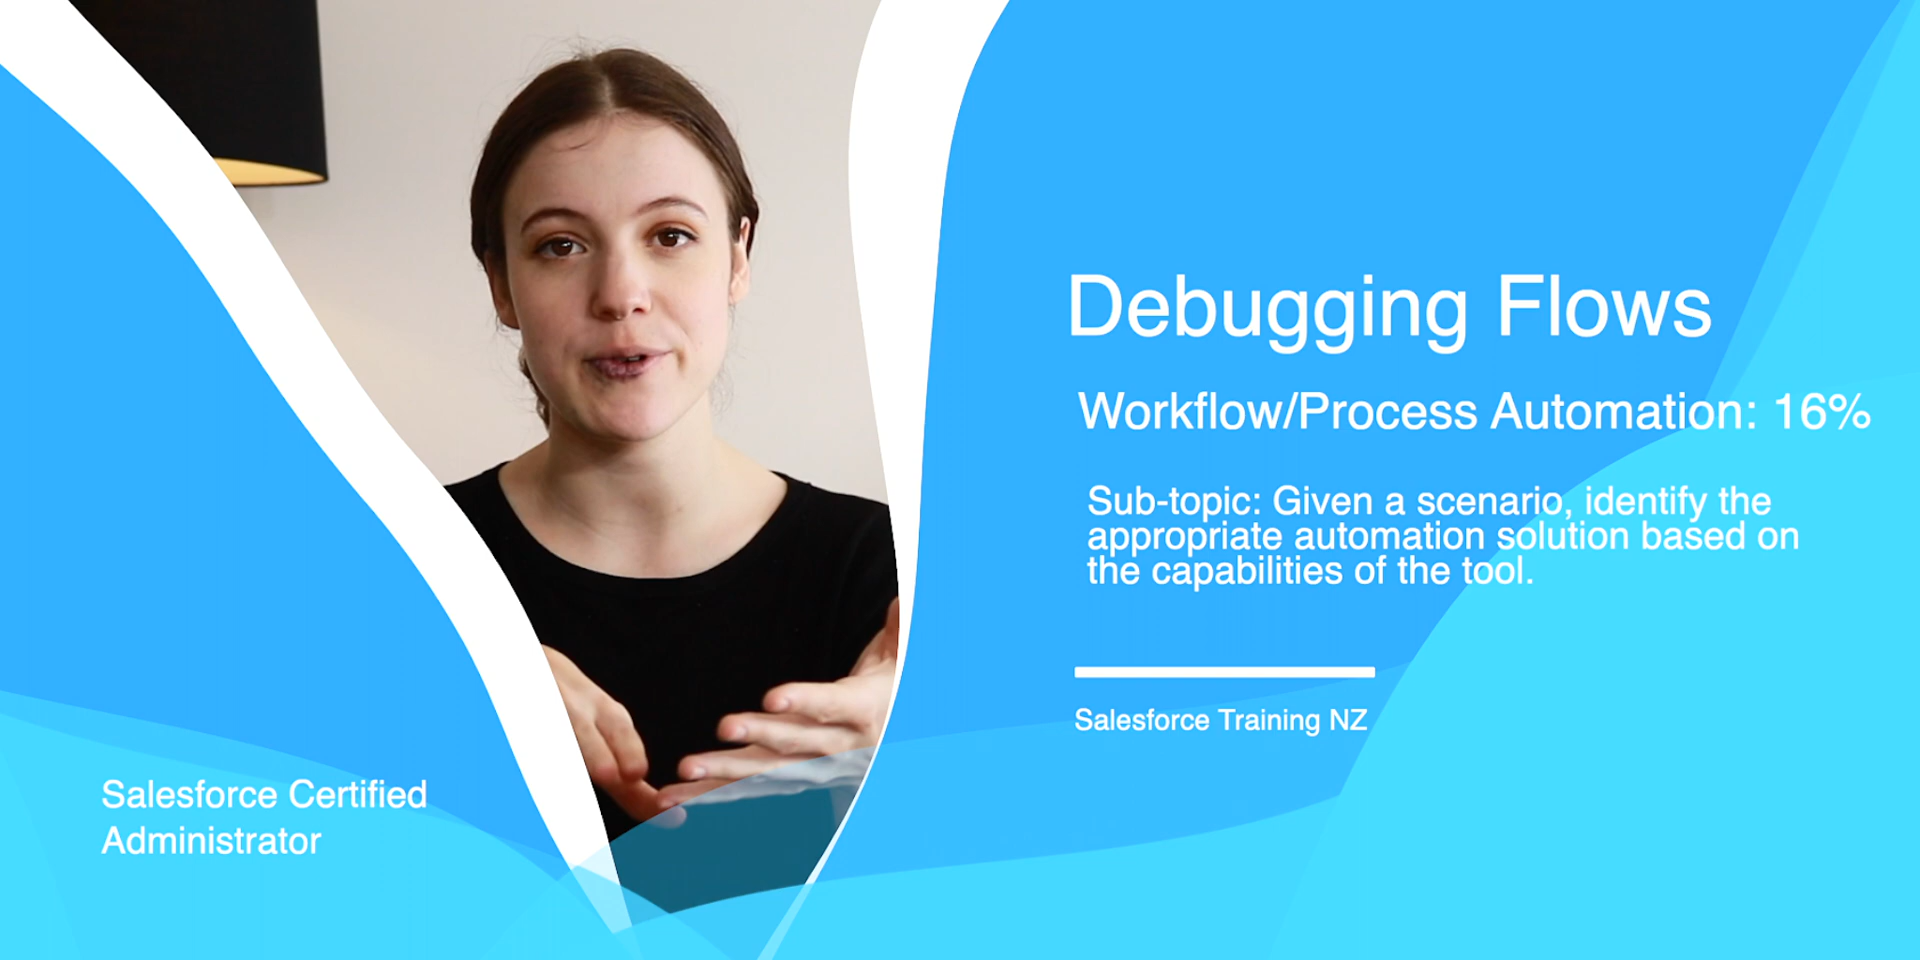 Debugging Flows
Workflow/Process Automation: 16%
Sub-topic: Given a scenario, identify the
appropriate automation solution based on
the capabilities of the tool.
Salesforce Training NZ
Salesforce Certified
Administrator